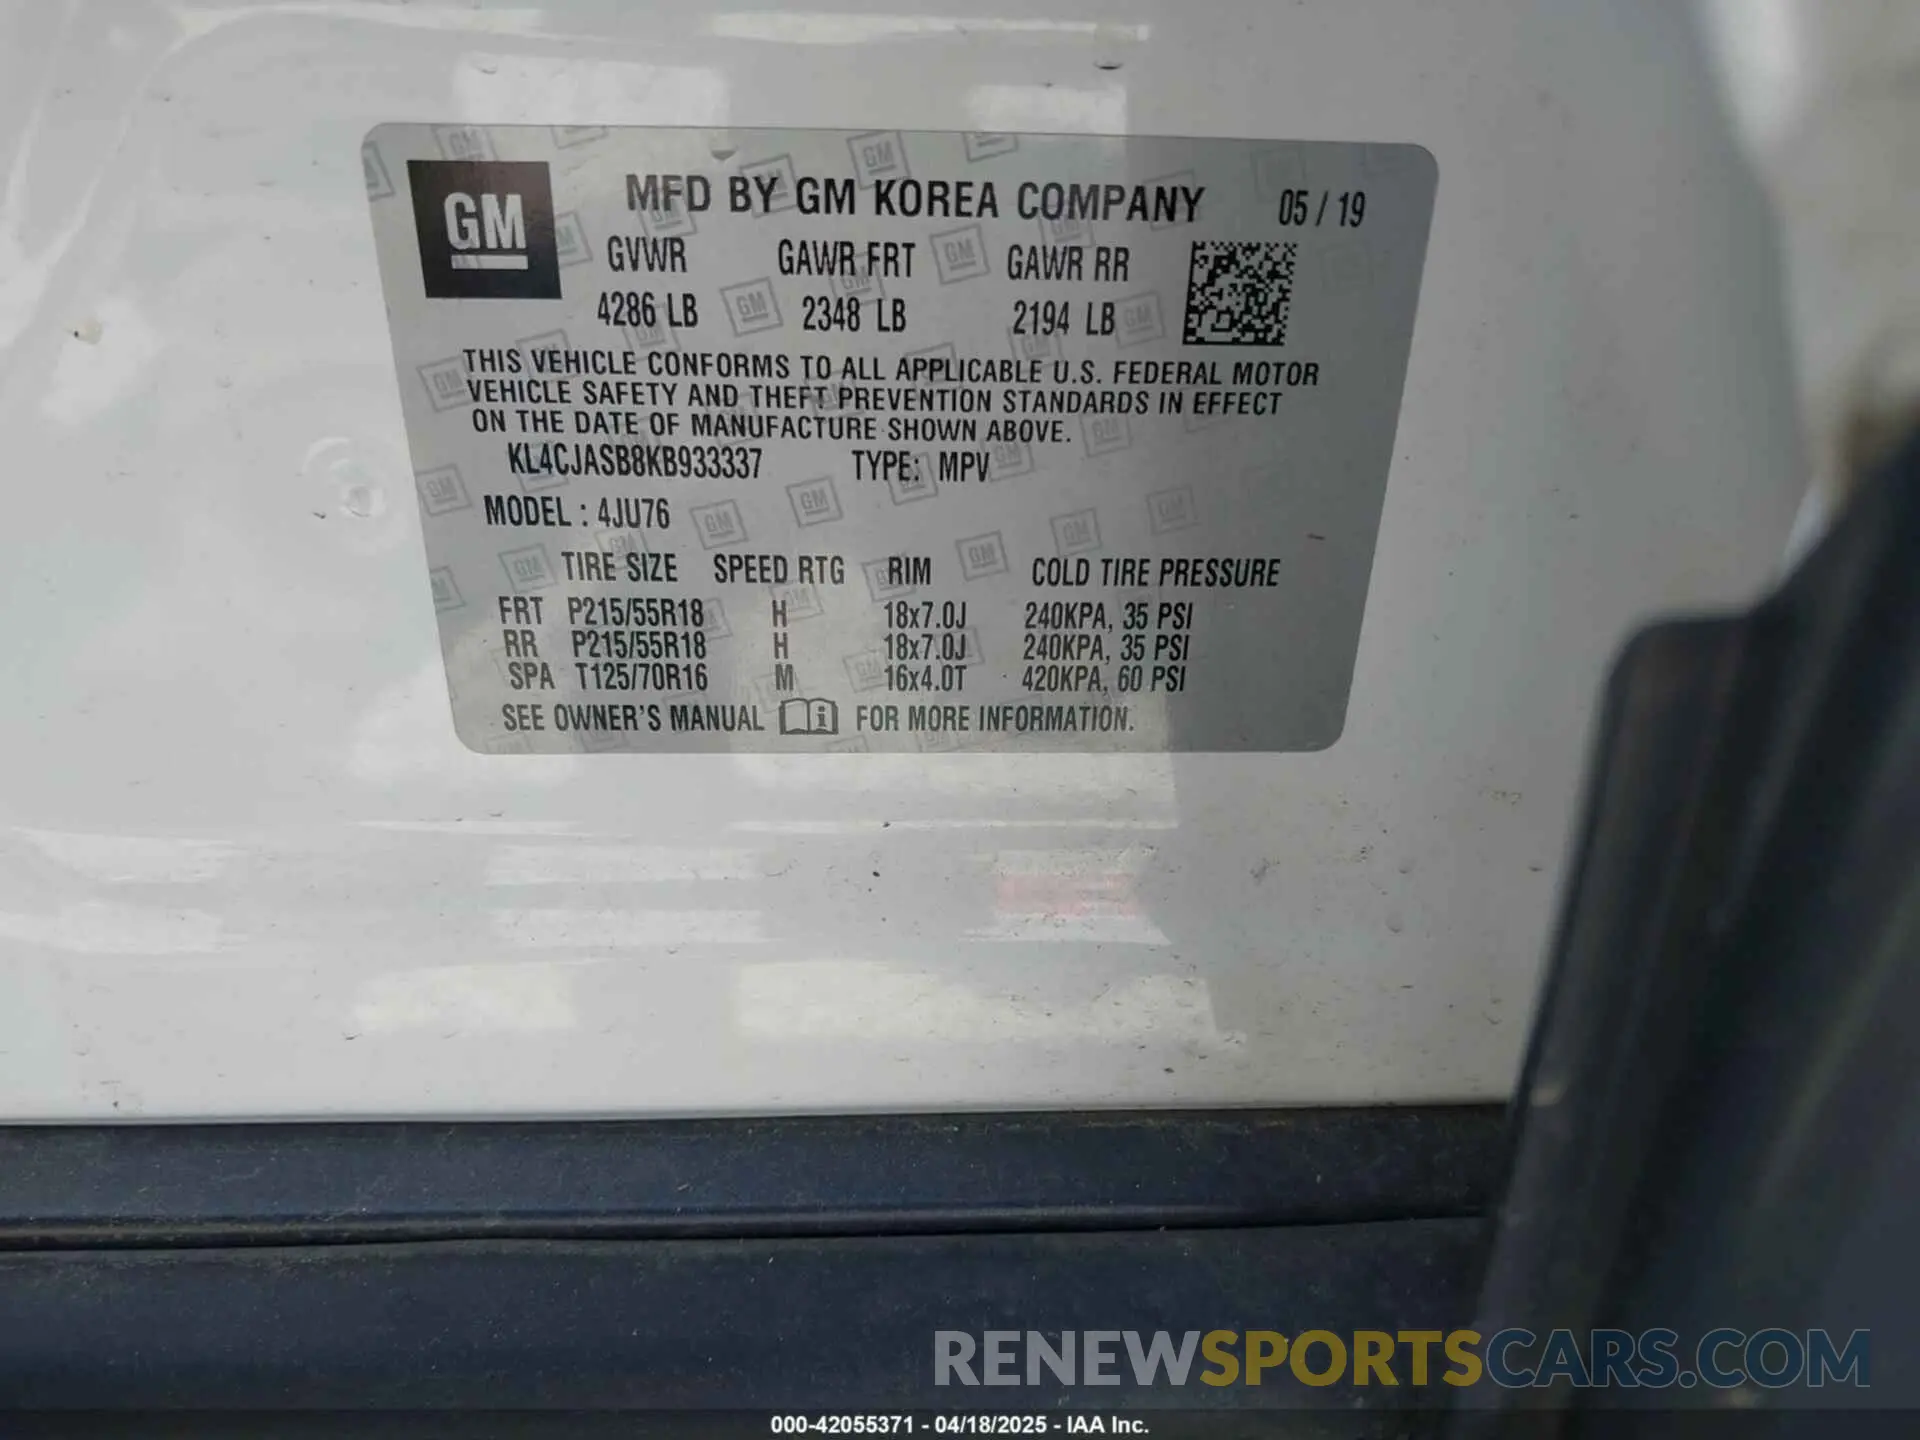 GM MFD BY GM KOREA COMPANY 05 / 19
GVWR GAWR FRT GAWR RR
4286 LB 2348 LB 2194 LB
THIS VEHICLE CONFORMS TO ALL APPLICABLE U.S. FEDERAL MOTOR
VEHICLE SAFETY AND THEFT PREVENTION STANDARDS IN EFFECT
ON THE DATE OF MANUFACTURE SHOWN ABOVE.
KL4CJASB8KB933337 TYPE: MPV
MODEL : 4JU76
TIRE SIZE SPEED RTG RIM COLD TIRE PRESSURE
FRT P215/55R18 H 18x7.0J 240KPA, 35 PSI
RR P215/55R18 H 18x7.0J 240KPA, 35 PSI
SPA T125/70R16 M 16x4.0T 420KPA, 60 PSI
SEE OWNER'S MANUAL FOR MORE INFORMATION.
RENEWSPORTSCARS.COM
000-42055371 - 04/18/2025 - IAA Inc.